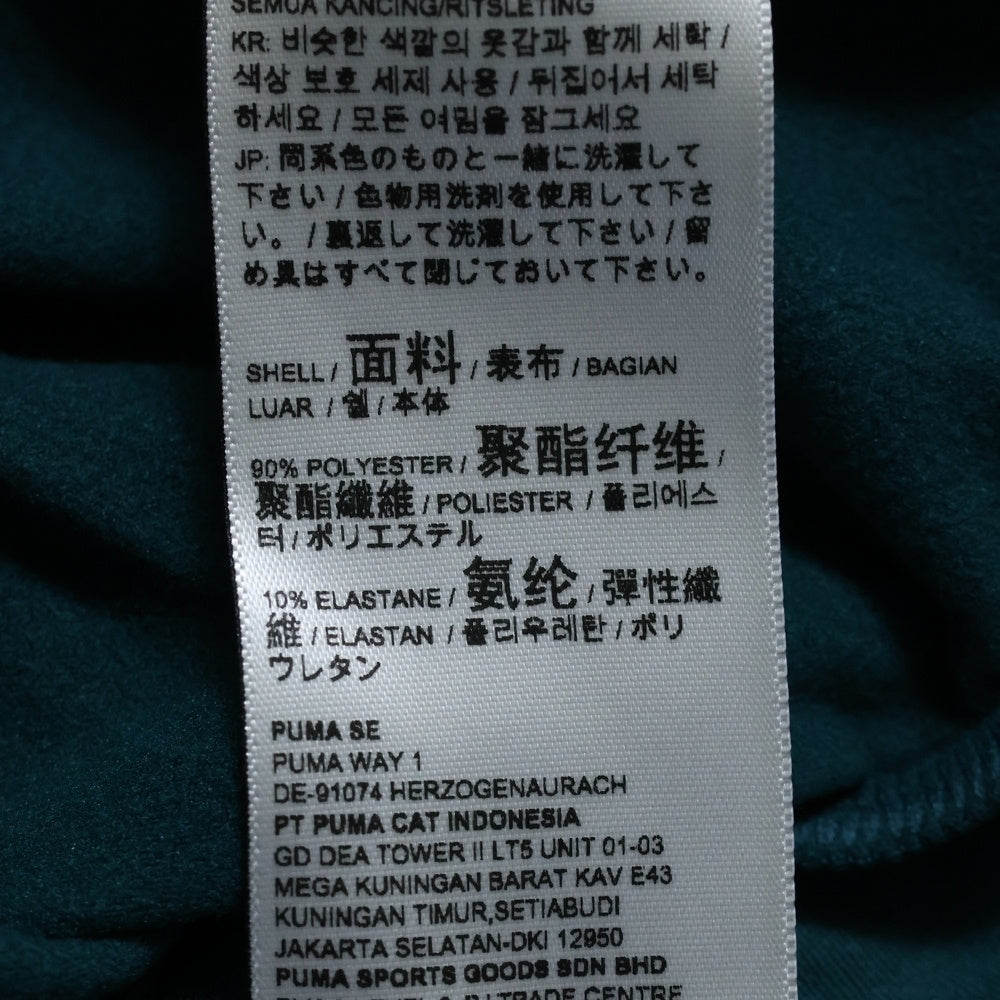 SEMUA KANCING/RITSLETING
KR: 비슷한 색깔의 옷감과 함께 세탁 /
색상 보호 세제 사용 / 뒤집어서 세탁
하세요 / 모든 여밈을 잠그세요
JP: 同系色のものと一緒に洗濯して
下さい / 色物用洗剤を使用して下さ
い。 / 裏返して洗濯して下さい / 留
め具はすべて閉じておいて下さい。
SHELL / 面料 / 表布 / BAGIAN
LUAR / 쉘 / 本体
90% POLYESTER / 聚酯纤维 /
聚酯纖維 / POLIESTER / 폴리에스
터 / ポリエステル
10% ELASTANE / 氨纶 / 彈性纖
維 / ELASTAN / 폴리우레탄 / ポリ
ウレタン
PUMA SE
PUMA WAY 1
DE-91074 HERZOGENAURACH
PT PUMA CAT INDONESIA
GD DEA TOWER II LT5 UNIT 01-03
MEGA KUNINGAN BARAT KAV E43
KUNINGAN TIMUR,SETIABUDI
JAKARTA SELATAN-DKI 12950
PUMA SPORTS GOODS SDN BHD
TRADE CENTRE